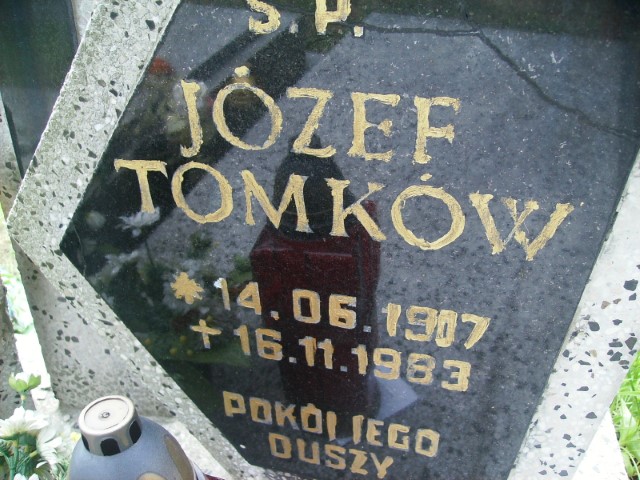 Ś.P.
JÓZEF
TOMKÓW
* 14.06.1907
+ 16.11.1983
POKÓJ JEGO
DUSZY